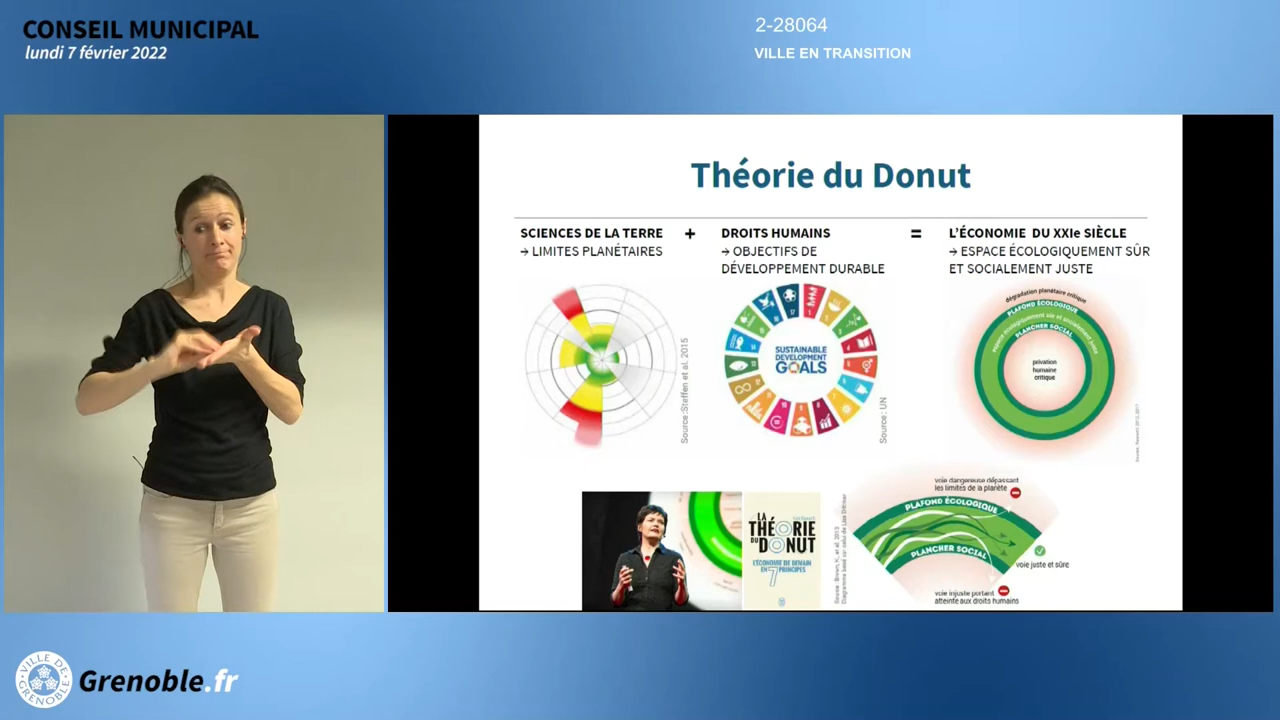 CONSEIL MUNICIPAL
lundi 7 février 2022
2-28064
VILLE EN TRANSITION
Théorie du Donut
SCIENCES DE LA TERRE
→ LIMITES PLANÉTAIRES
+
DROITS HUMAINS
→ OBJECTIFS DE
DÉVELOPPEMENT DURABLE
=
L'ÉCONOMIE DU XXIe SIÈCLE
→ ESPACE ÉCOLOGIQUEMENT SÛR
ET SOCIALEMENT JUSTE
Source: Steffen et al. 2015
SUSTAINABLE
DEVELOPMENT
GOALS
Source : UN
dégradation planétaire critique
PLAFOND ÉCOLOGIQUE
PLANCHER SOCIAL
privation
humaine
critique
LA
THÉORIE
DU DONUT
L'ÉCONOMIE DE DEMAIN
EN 7 PRINCIPES
voie dangereuse dépassant
les limites de la planète
PLAFOND ÉCOLOGIQUE
PLANCHER SOCIAL
voie juste et sûre
voie injuste portant
atteinte aux droits humains
VILLE DE
GRENOBLE
Grenoble.fr